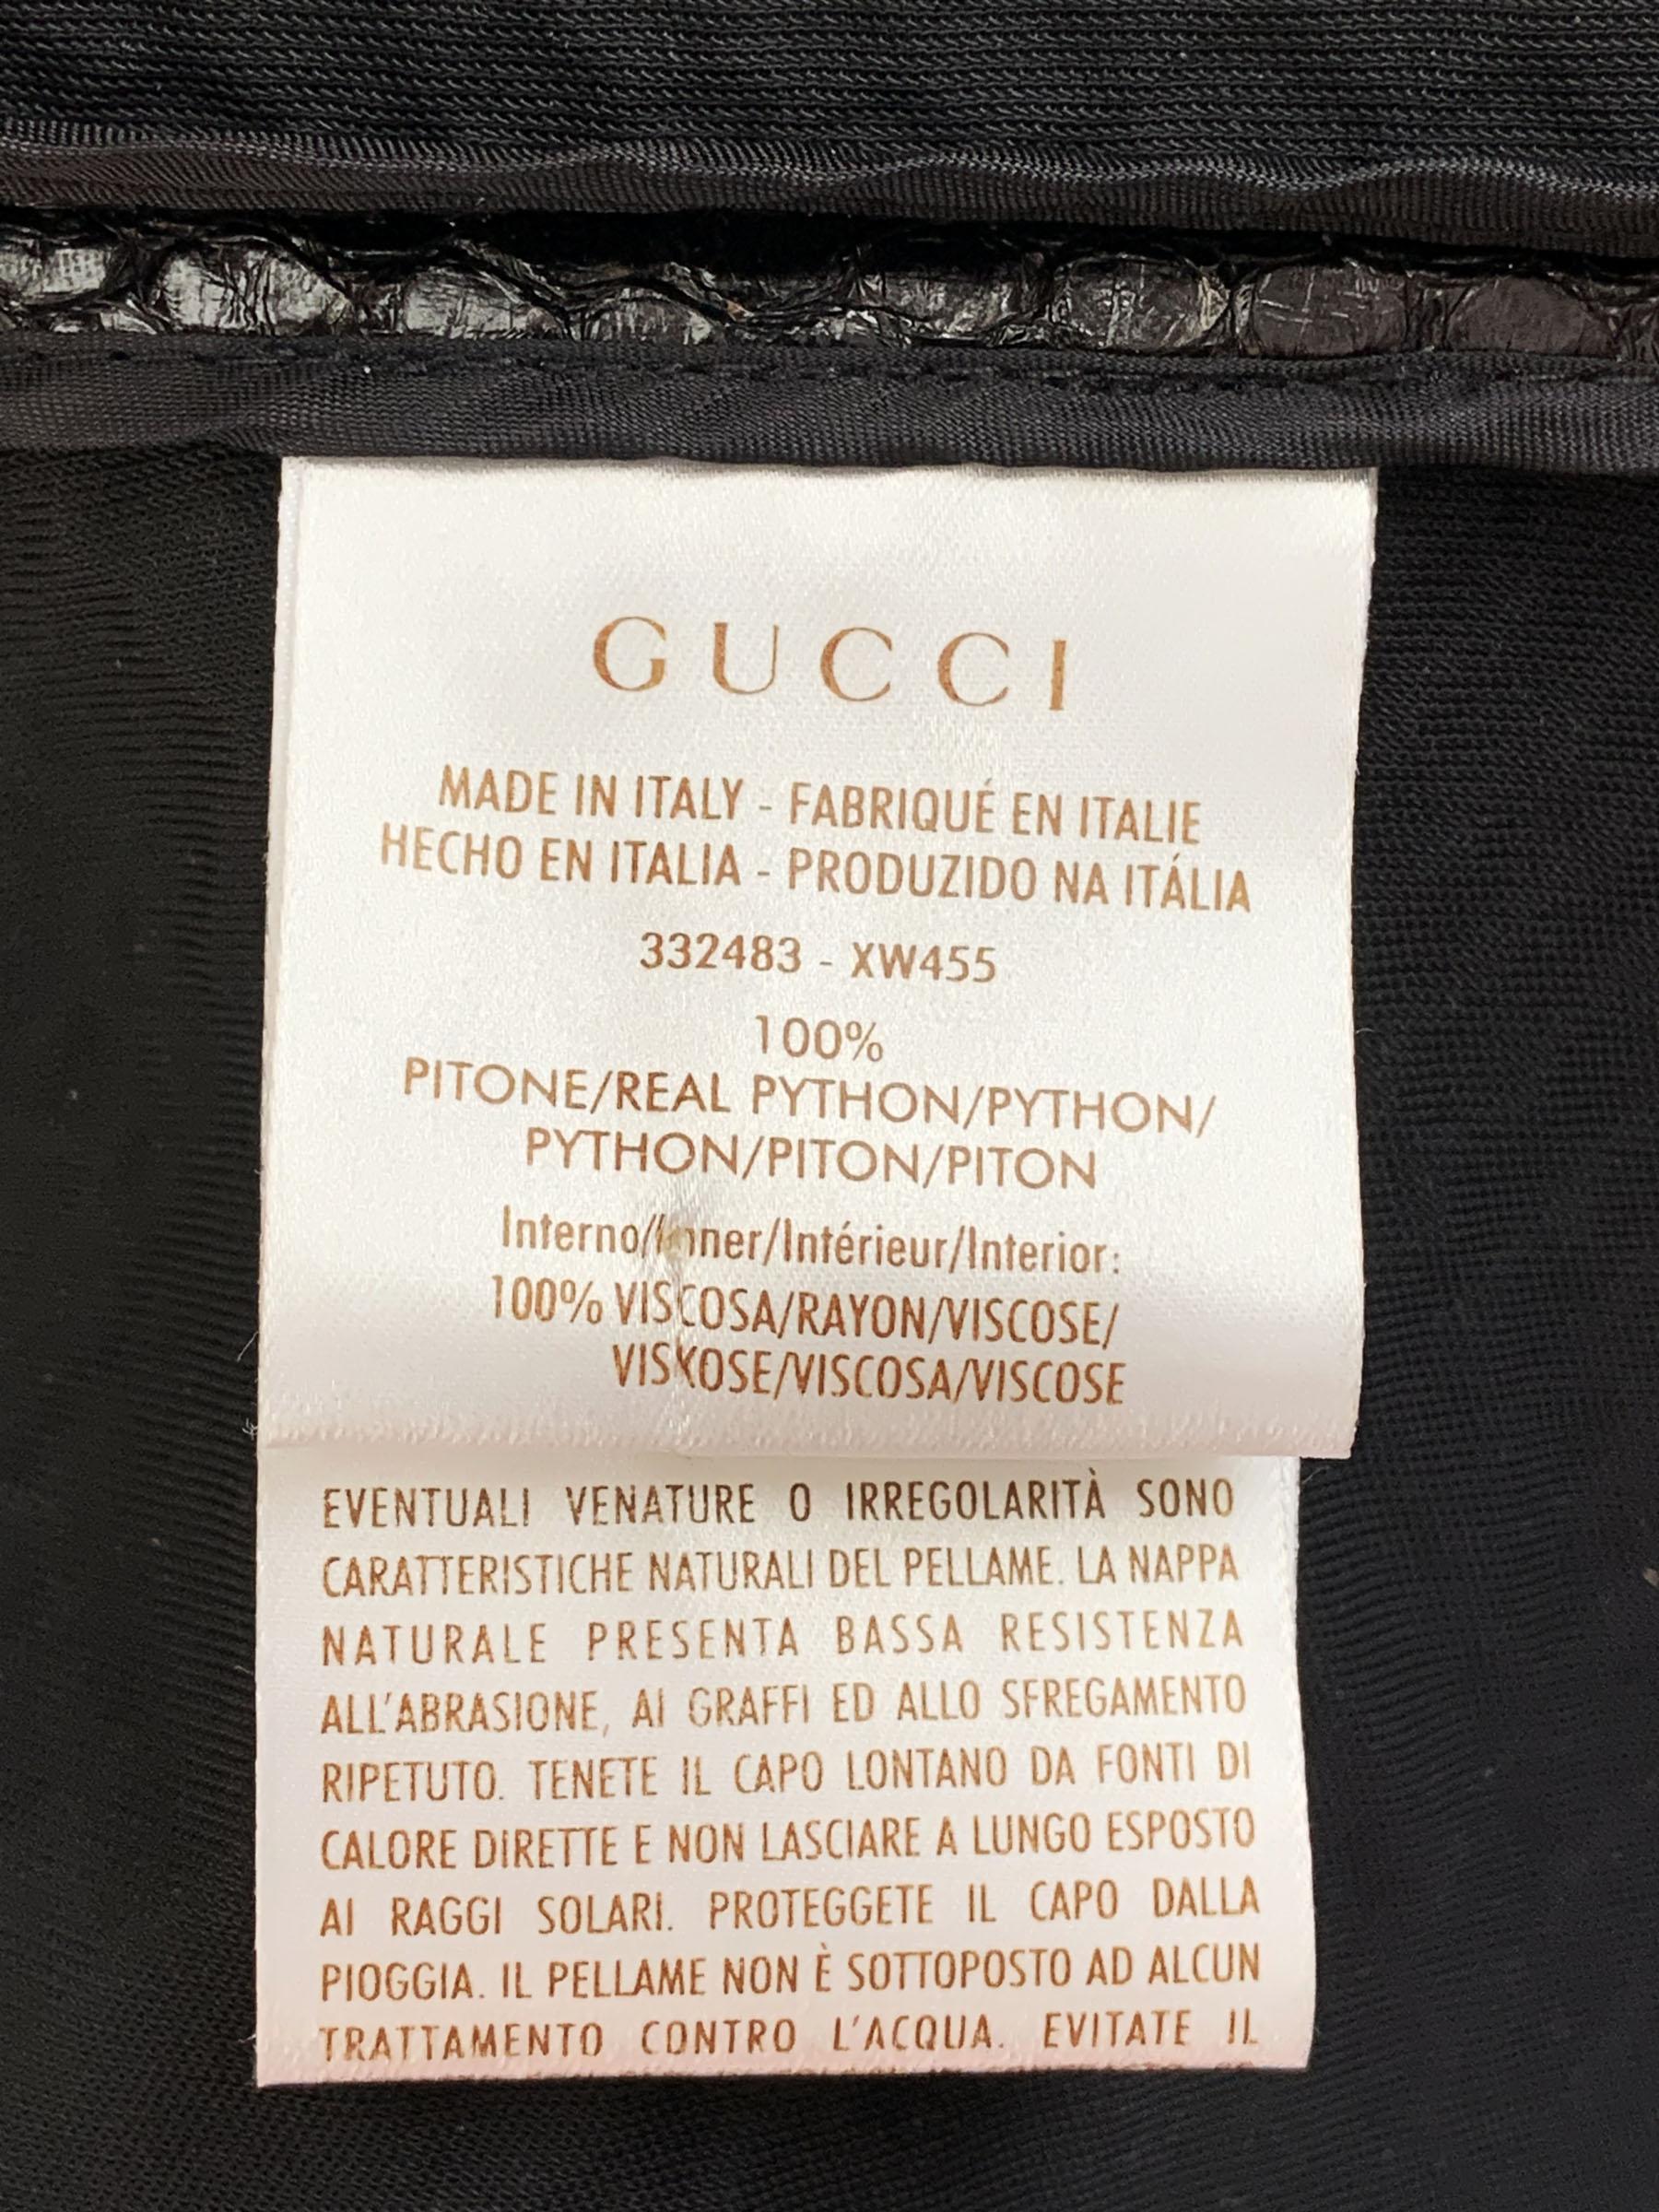 GUCCI
MADE IN ITALY - FABRIQUÉ EN ITALIE
HECHO EN ITALIA - PRODUZIDO NA ITÁLIA
332483 - XW455
100%
PITONE/REAL PYTHON/PYTHON/
PYTHON/PITON/PITON
Interno/Inner/Intérieur/Interior:
100% VISCOSA/RAYON/VISCOSE/
VISKOSE/VISCOSA/VISCOSE
EVENTUALI VENATURE O IRREGOLARITÀ SONO
CARATTERISTICHE NATURALI DEL PELLAME. LA NAPPA
NATURALE PRESENTA BASSA RESISTENZA
ALL'ABRASIONE, AI GRAFFI ED ALLO SFREGAMENTO
RIPETUTO. TENETE IL CAPO LONTANO DA FONTI DI
CALORE DIRETTE E NON LASCIARE A LUNGO ESPOSTO
AI RAGGI SOLARI. PROTEGGETE IL CAPO DALLA
PIOGGIA. IL PELLAME NON È SOTTOPOSTO AD ALCUN
TRATTAMENTO CONTRO L'ACQUA. EVITATE IL